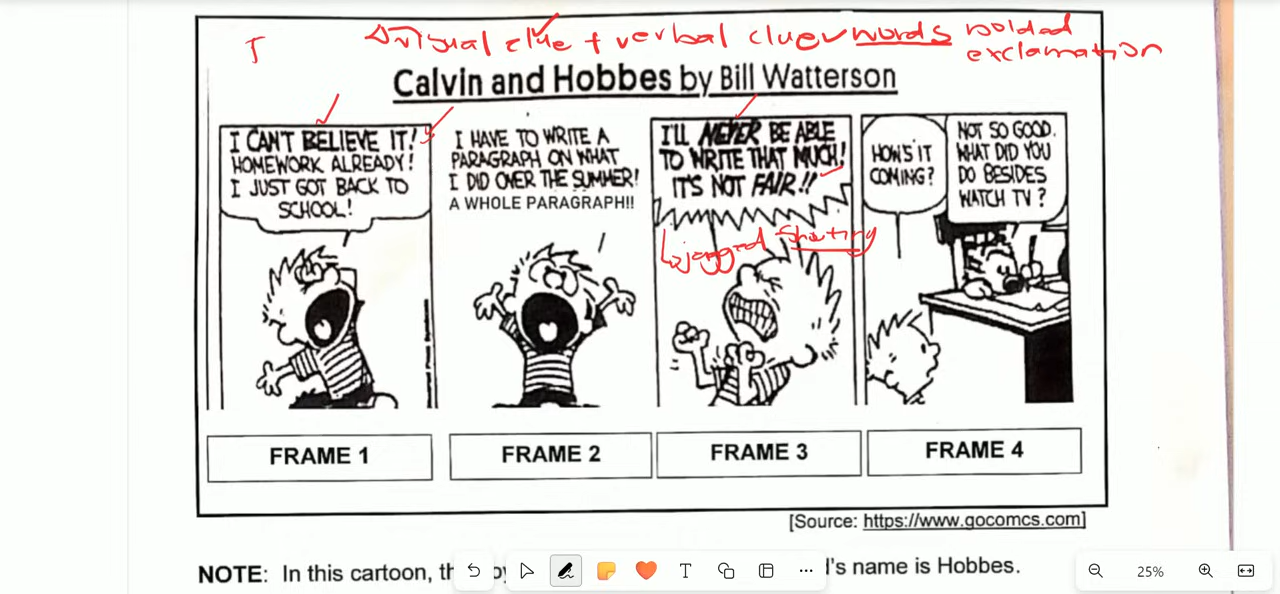 visual clue + verbal clue words bolded
exclamation
Calvin and Hobbes by Bill Watterson
I CAN'T BELIEVE IT!
HOMEWORK ALREADY!
I JUST GOT BACK TO
SCHOOL!
I HAVE TO WRITE A
PARAGRAPH ON WHAT
I DID OVER THE SUMMER!
A WHOLE PARAGRAPH!!
I'LL NEVER BE ABLE
TO WRITE THAT MUCH!
IT'S NOT FAIR!!
jagged
HOW'S IT
COMING?
NOT SO GOOD.
WHAT DID YOU
DO BESIDES
WATCH TV?
FRAME 1
FRAME 2
FRAME 3
FRAME 4
[Source: https://www.gocomcs.com]
NOTE: In this cartoon, th 's name is Hobbes.
T
25%